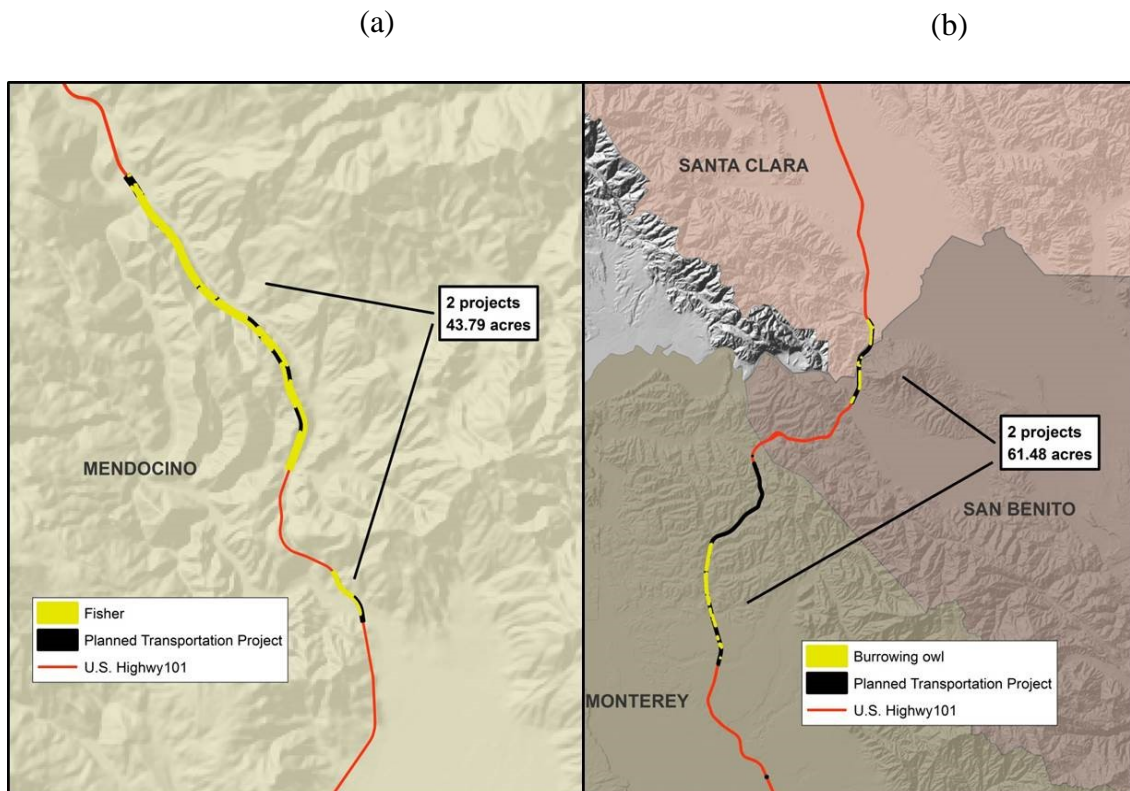 (a)
(b)
2 projects
43.79 acres
MENDOCINO
Fisher
Planned Transportation Project
U.S. Highwy101
SANTA CLARA
2 projects
61.48 acres
SAN BENITO
MONTEREY
Burrowing owl
Planned Transportation Project
U.S. Highwy101